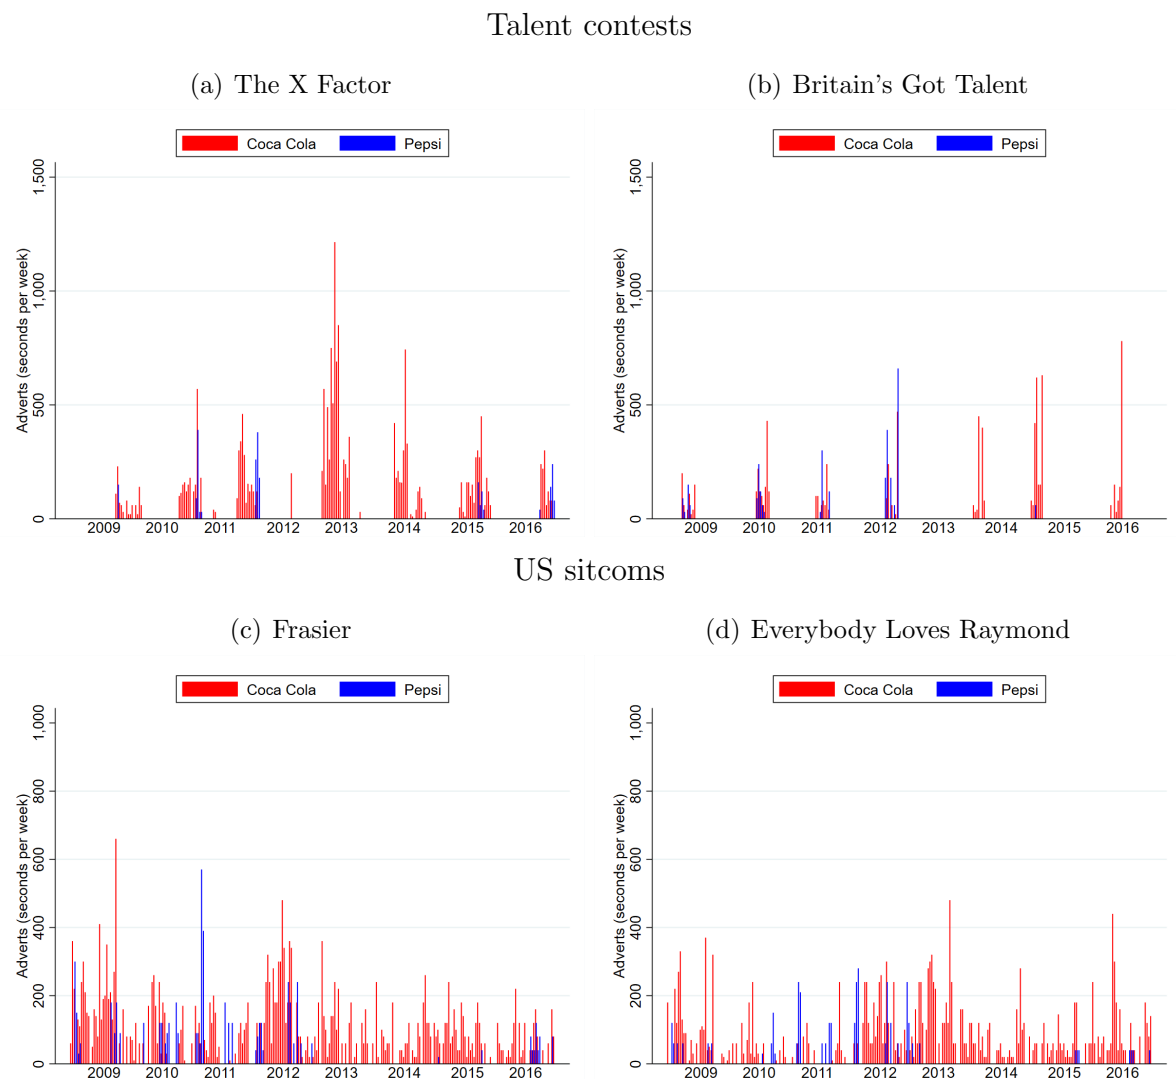 Talent contests
(a) The X Factor
Coca Cola Pepsi
Adverts (seconds per week)
1,500
1,000
500
0
2009 2010 2011 2012 2013 2014 2015 2016
(b) Britain's Got Talent
Coca Cola Pepsi
Adverts (seconds per week)
1,500
1,000
500
0
2009 2010 2011 2012 2013 2014 2015 2016
US sitcoms
(c) Frasier
Coca Cola Pepsi
Adverts (seconds per week)
1,000
800
600
400
200
0
2009 2010 2011 2012 2013 2014 2015 2016
(d) Everybody Loves Raymond
Coca Cola Pepsi
Adverts (seconds per week)
1,000
800
600
400
200
0
2009 2010 2011 2012 2013 2014 2015 2016